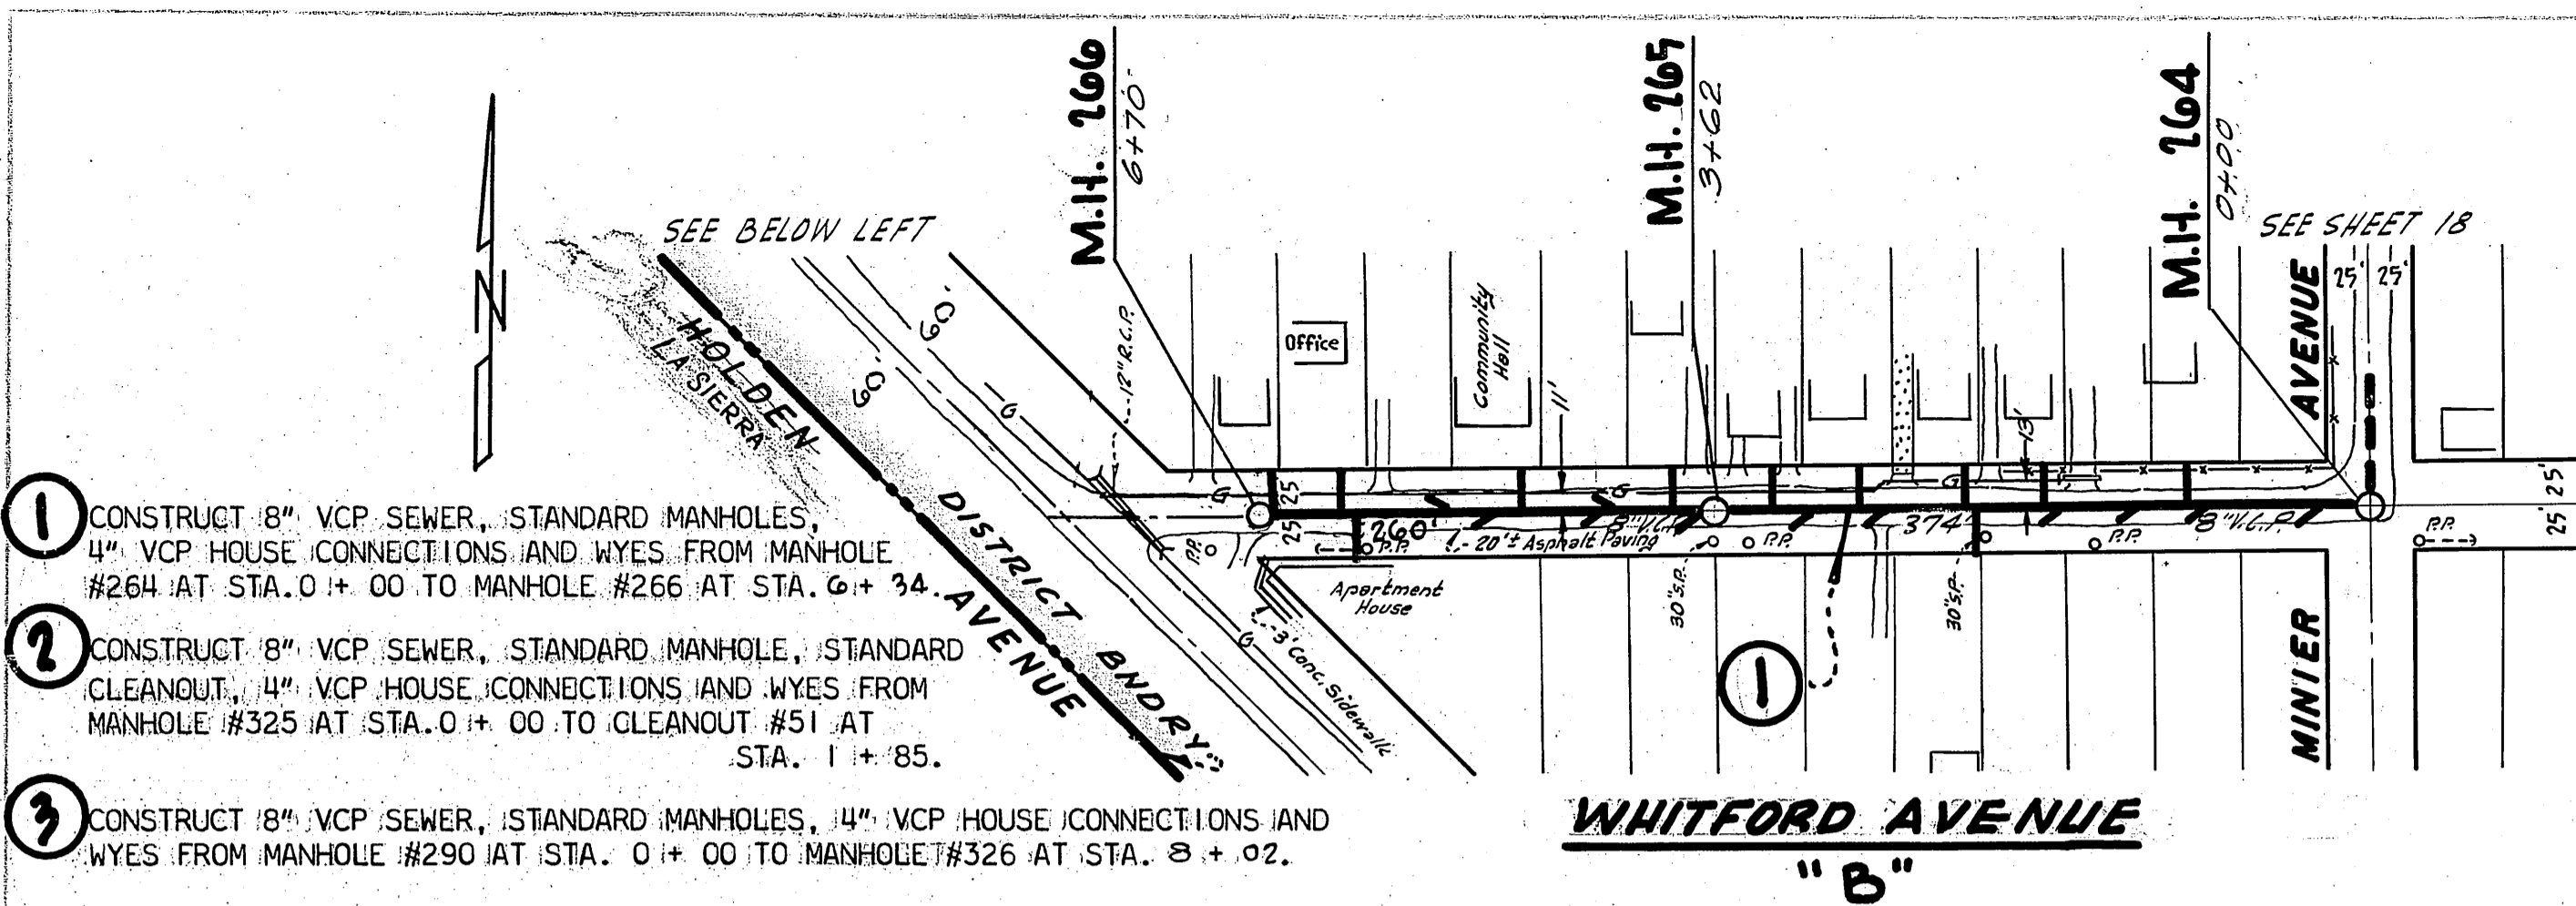 M.H. 266
6+70
M.H. 265
3+62
M.H. 264
0+00
SEE BELOW LEFT
SEE SHEET 18
N
60'
60'
12" R.C.P.
Office
Community
Hall
11'
13'
AVENUE
25' 25'
HOLDEN
LA SIERRA
G
G
G
G
25'
25'
260'
8" V.C.P.
374'
8" V.C.P.
P.P.
P.P.
20'± Asphalt Paving
P.P.
P.P.
P.P.
25' 25'
30" S.P.
30" S.P.
Apartment
House
3' Conc. Sidewalk
G
DISTRICT BNDRY.
AVENUE
1
CONSTRUCT 8" VCP SEWER, STANDARD MANHOLES,
4" VCP HOUSE CONNECTIONS AND WYES FROM MANHOLE
#264 AT STA. 0 + 00 TO MANHOLE #266 AT STA. 6 + 34.
2
CONSTRUCT 8" VCP SEWER, STANDARD MANHOLE, STANDARD
CLEANOUT, 4" VCP HOUSE CONNECTIONS AND WYES FROM
MANHOLE #325 AT STA. 0 + 00 TO CLEANOUT #51 AT
STA. 1 + 85.
3
CONSTRUCT 8" VCP SEWER, STANDARD MANHOLES, 4" VCP HOUSE CONNECTIONS AND
WYES FROM MANHOLE #290 AT STA. 0 + 00 TO MANHOLE #326 AT STA. 8 + 02.
1
MINIER
WHITFORD AVENUE
"B"